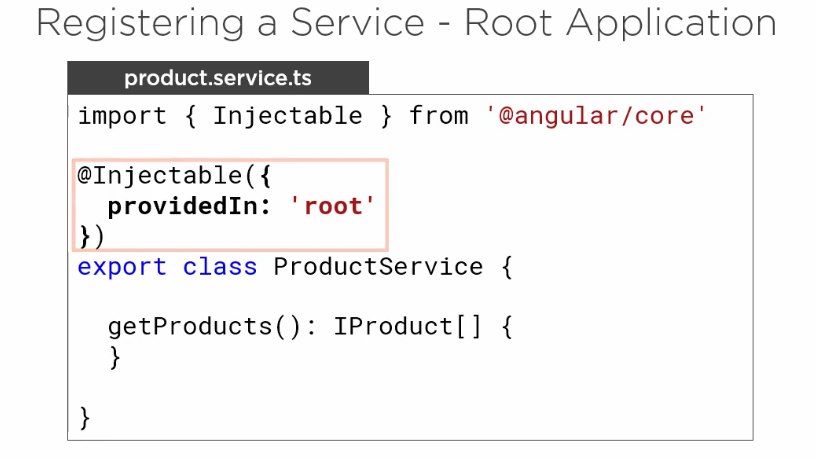 Registering a Service - Root Application
product.service.ts
import { Injectable } from '@angular/core'
@Injectable({
providedIn: 'root'
})
export class ProductService {
getProducts(): IProduct[] {
}
}